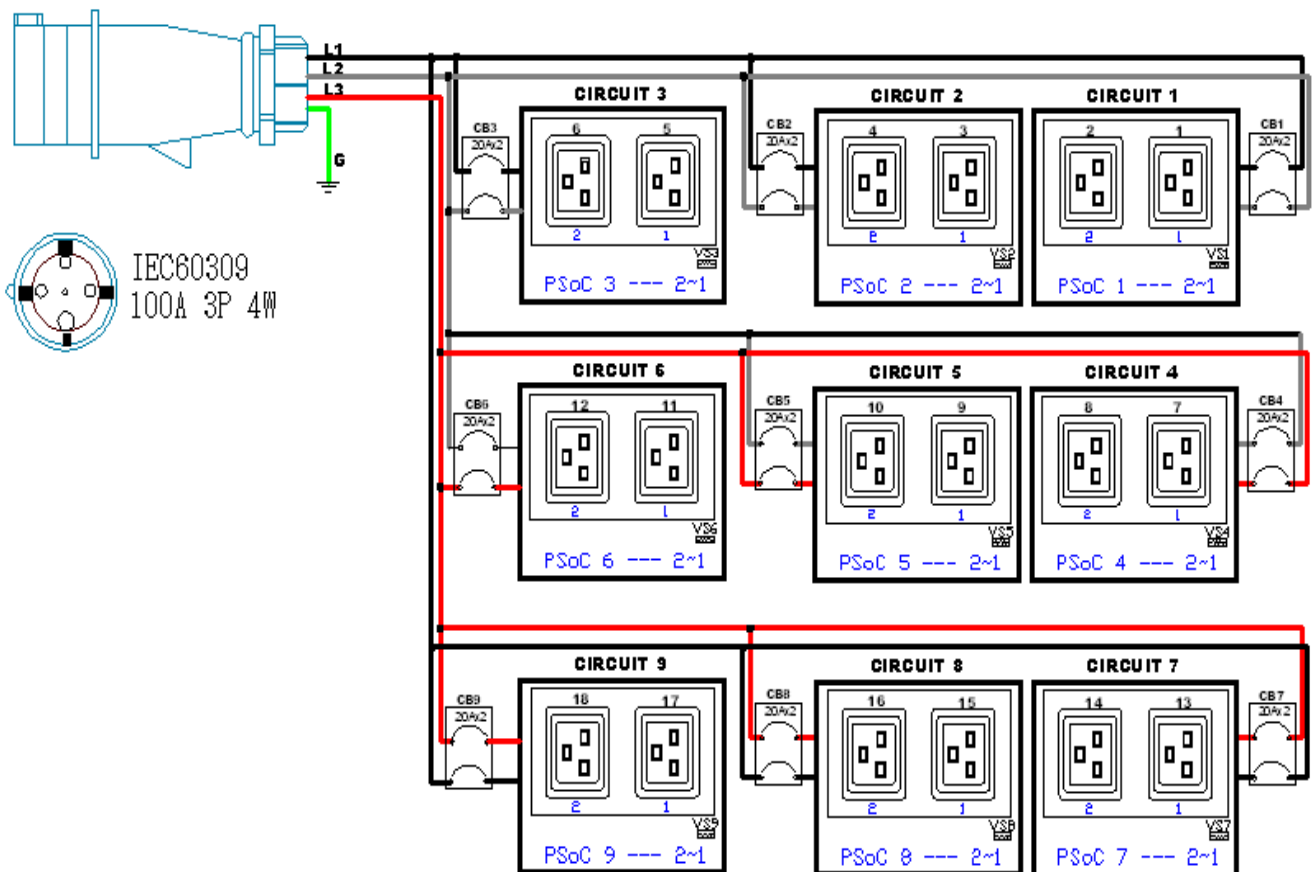 L1
L2
L3
G
IEC60309
100A 3P 4W
CIRCUIT 3
CIRCUIT 2
CIRCUIT 1
CB3
20Ax2
6
5
2
1
VS3
PSoC 3 --- 2~1
CB2
20Ax2
4
3
2
1
VS2
PSoC 2 --- 2~1
2
1
2
1
VS1
PSoC 1 --- 2~1
CB1
20Ax2
CIRCUIT 6
CIRCUIT 5
CIRCUIT 4
CB6
20Ax2
12
11
2
1
VS6
PSoC 6 --- 2~1
CB5
20Ax2
10
9
2
1
VS5
PSoC 5 --- 2~1
8
7
2
1
VS4
PSoC 4 --- 2~1
CB4
20Ax2
CIRCUIT 9
CIRCUIT 8
CIRCUIT 7
CB9
20Ax2
18
17
2
1
VS9
PSoC 9 --- 2~1
CB8
20Ax2
16
15
2
1
VS8
PSoC 8 --- 2~1
14
13
2
1
VS7
PSoC 7 --- 2~1
CB7
20Ax2